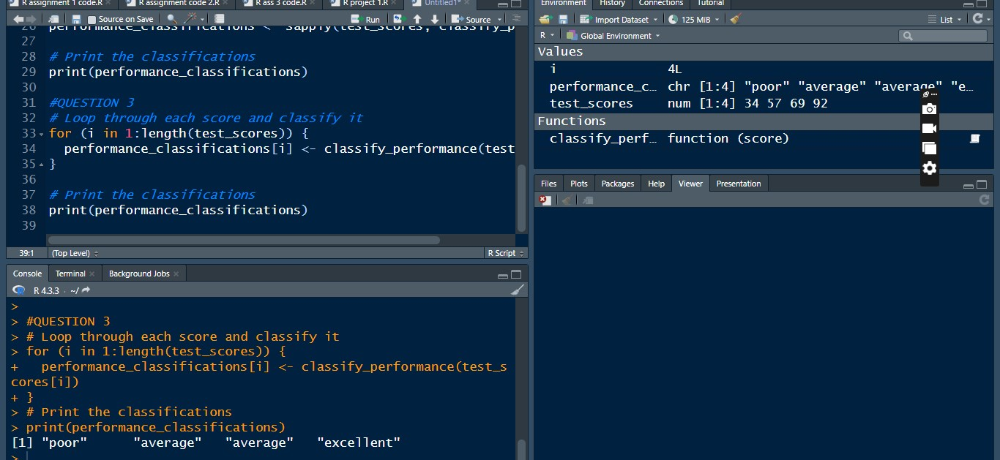 R assignment 1 code.R
R assignment code 2.R
R ass 3 code.R
R project 1.R
Untitled1*
Source on Save
Run
Source
27
28 # Print the classifications
29 print(performance_classifications)
30
31 #QUESTION 3
32 # Loop through each score and classify it
33 for (i in 1:length(test_scores)) {
34 performance_classifications[i] <- classify_performance(test
35 }
36
37 # Print the classifications
38 print(performance_classifications)
39
39:1 (Top Level) R Script
Console Terminal Background Jobs
R 4.3.3 · ~/
>
> #QUESTION 3
> # Loop through each score and classify it
> for (i in 1:length(test_scores)) {
+ performance_classifications[i] <- classify_performance(test_s
cores[i])
+ }
> # Print the classifications
> print(performance_classifications)
[1] "poor" "average" "average" "excellent"
>
Environment History Connections Tutorial
Import Dataset 125 MiB List
R Global Environment
Values
i 4L
performance_c… chr [1:4] "poor" "average" "average" "e…
test_scores num [1:4] 34 57 69 92
Functions
classify_perf… function (score)
Files Plots Packages Help Viewer Presentation